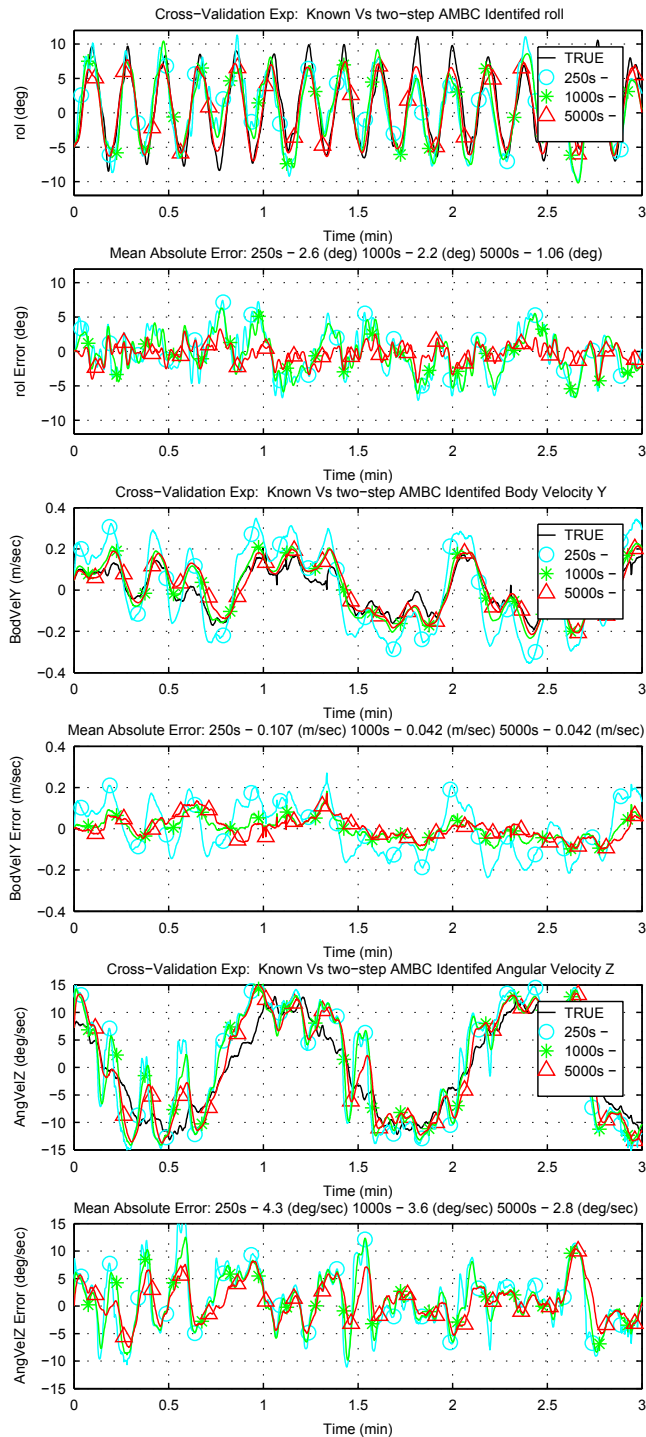 Cross−Validation Exp: Known Vs two−step AMBC Identifed roll
10
5
0
−5
−10
rol (deg)
TRUE
250s −
1000s −
5000s −
0 0.5 1 1.5 2 2.5 3
Time (min)
Mean Absolute Error: 250s − 2.6 (deg) 1000s − 2.2 (deg) 5000s − 1.06 (deg)
10
5
0
−5
−10
rol Error (deg)
0 0.5 1 1.5 2 2.5 3
Time (min)
Cross−Validation Exp: Known Vs two−step AMBC Identifed Body Velocity Y
0.4
0.2
0
−0.2
−0.4
BodVelY (m/sec)
TRUE
250s −
1000s −
5000s −
0 0.5 1 1.5 2 2.5 3
Time (min)
Mean Absolute Error: 250s − 0.107 (m/sec) 1000s − 0.042 (m/sec) 5000s − 0.042 (m/sec)
0.4
0.2
0
−0.2
−0.4
BodVelY Error (m/sec)
0 0.5 1 1.5 2 2.5 3
Time (min)
Cross−Validation Exp: Known Vs two−step AMBC Identifed Angular Velocity Z
15
10
5
0
−5
−10
−15
AngVelZ (deg/sec)
TRUE
250s −
1000s −
5000s −
0 0.5 1 1.5 2 2.5 3
Time (min)
Mean Absolute Error: 250s − 4.3 (deg/sec) 1000s − 3.6 (deg/sec) 5000s − 2.8 (deg/sec)
15
10
5
0
−5
−10
−15
AngVelZ Error (deg/sec)
0 0.5 1 1.5 2 2.5 3
Time (min)